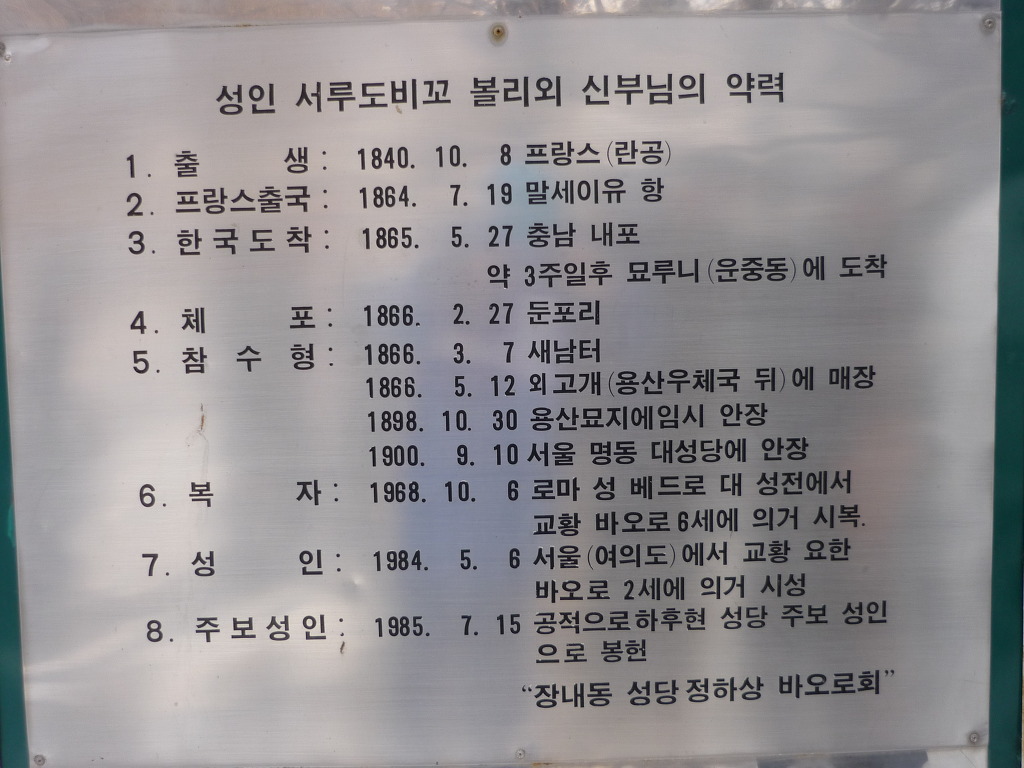 성인 서루도비꼬 볼리외 신부님의 약력
1. 출 생 : 1840. 10. 8 프랑스(란공)
2. 프랑스출국 : 1864. 7. 19 말세이유 항
3. 한국도착 : 1865. 5. 27 충남 내포
약 3주일후 묘루니(운중동)에 도착
4. 체 포 : 1866. 2. 27 둔포리
5. 참 수 형 : 1866. 3. 7 새남터
1866. 5. 12 외고개(용산우체국 뒤)에 매장
1898. 10. 30 용산묘지에임시 안장
1900. 9. 10 서울 명동 대성당에 안장
6. 복 자 : 1968. 10. 6 로마 성 베드로 대 성전에서
교황 바오로6세에 의거 시복.
7. 성 인 : 1984. 5. 6 서울(여의도)에서 교황 요한
바오로 2세에 의거 시성
8. 주보성인 : 1985. 7. 15 공적으로하후현 성당 주보 성인
으로 봉헌
“장내동 성당 정하상 바오로회”